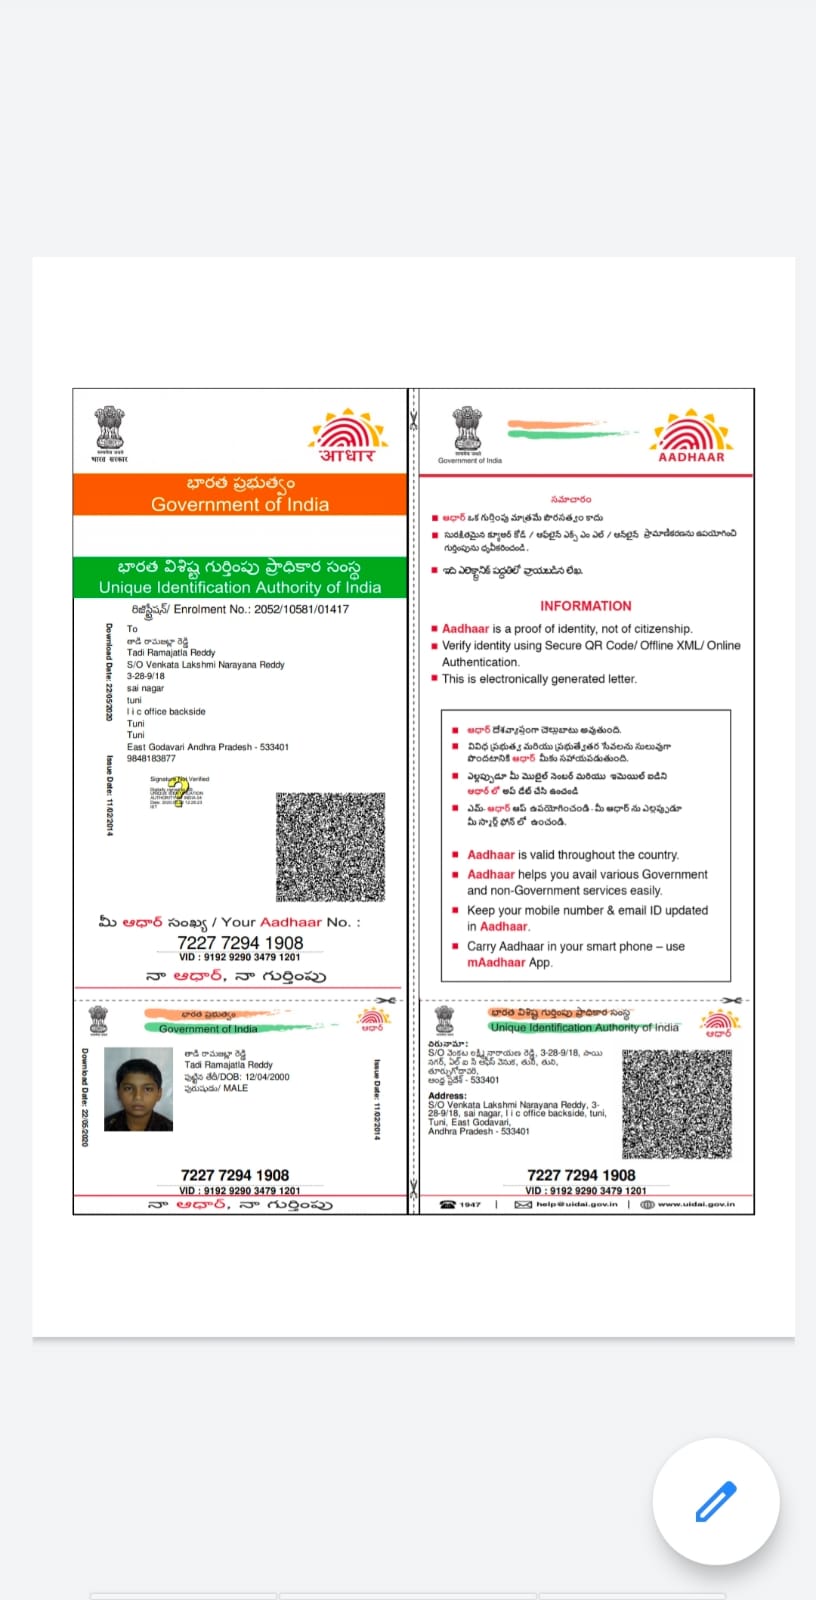 सत्यमेव जयते
भारत सरकार
आधार
భారత ప్రభుత్వం
Government of India
భారత విశిష్ట గుర్తింపు ప్రాధికార సంస్థ
Unique Identification Authority of India
రిజిస్ట్రేషన్/ Enrolment No.: 2052/10581/01417
Download Date: 22/05/2020
Issue Date: 11/02/2014
To
తాడి రామజట్లా రెడ్డి
Tadi Ramajatla Reddy
S/O Venkata Lakshmi Narayana Reddy
3-28-9/18
sai nagar
tuni
l i c office backside
Tuni
Tuni
East Godavari Andhra Pradesh - 533401
9848183877
Signature Not Verified
మీ ఆధార్ సంఖ్య / Your Aadhaar No. :
7227 7294 1908
VID : 9192 9290 3479 1201
నా ఆధార్, నా గుర్తింపు
Government of India
AADHAAR
సమాచారం
ఆధార్ ఒక గుర్తింపు మాత్రమే పౌరసత్వం కాదు
సురక్షితమైన క్యూఆర్ కోడ్ / ఆఫ్‌లైన్ ఎక్స్ ఎం ఎల్ / ఆన్‌లైన్ ప్రామాణీకరణను ఉపయోగించి
గుర్తింపును ధృవీకరించండి.
ఇది ఎలెక్ట్రానిక్ పద్ధతిలో వ్రాయబడిన లేఖ.
INFORMATION
Aadhaar is a proof of identity, not of citizenship.
Verify identity using Secure QR Code/ Offline XML/ Online
Authentication.
This is electronically generated letter.
ఆధార్ దేశవ్యాప్తంగా చెల్లుబాటు అవుతుంది.
వివిధ ప్రభుత్వ మరియు ప్రభుత్వేతర సేవలను సులువుగా
పొందటానికి ఆధార్ మీకు సహాయపడుతుంది.
ఎల్లప్పుడూ మీ మొబైల్ నెంబర్ మరియు ఇమెయిల్ ఐడిని
ఆధార్ లో అప్ డేట్ చేసి ఉంచండి
ఎమ్-ఆధార్ ఆప్ ఉపయోగించండి -మీ ఆధార్ ను ఎల్లప్పుడూ
మీ స్మార్ట్ ఫోన్ లో ఉంచండి.
Aadhaar is valid throughout the country.
Aadhaar helps you avail various Government
and non-Government services easily.
Keep your mobile number & email ID updated
in Aadhaar.
Carry Aadhaar in your smart phone – use
mAadhaar App.
భారత ప్రభుత్వం
Government of India
ఆధార్
Download Date: 22/05/2020
తాడి రామజట్లా రెడ్డి
Tadi Ramajatla Reddy
పుట్టిన తేదీ/DOB: 12/04/2000
పురుషుడు/ MALE
Issue Date: 11/02/2014
7227 7294 1908
VID : 9192 9290 3479 1201
నా ఆధార్, నా గుర్తింపు
భారత విశిష్ట గుర్తింపు ప్రాధికార సంస్థ
Unique Identification Authority of India
ఆధార్
చిరునామా:
S/O వెంకట లక్ష్మి నారాయణ రెడ్డి, 3-28-9/18, సాయి
నగర్, ఏల్ ఐ సి ఆఫీస్ వెనుక, తుని, తుని,
తూర్పుగోదావరి,
ఆంధ్ర ప్రదేశ్ - 533401
Address:
S/O Venkata Lakshmi Narayana Reddy, 3-
28-9/18, sai nagar, l i c office backside, tuni,
Tuni, East Godavari,
Andhra Pradesh - 533401
7227 7294 1908
VID : 9192 9290 3479 1201
1947 | help@uidai.gov.in | www.uidai.gov.in